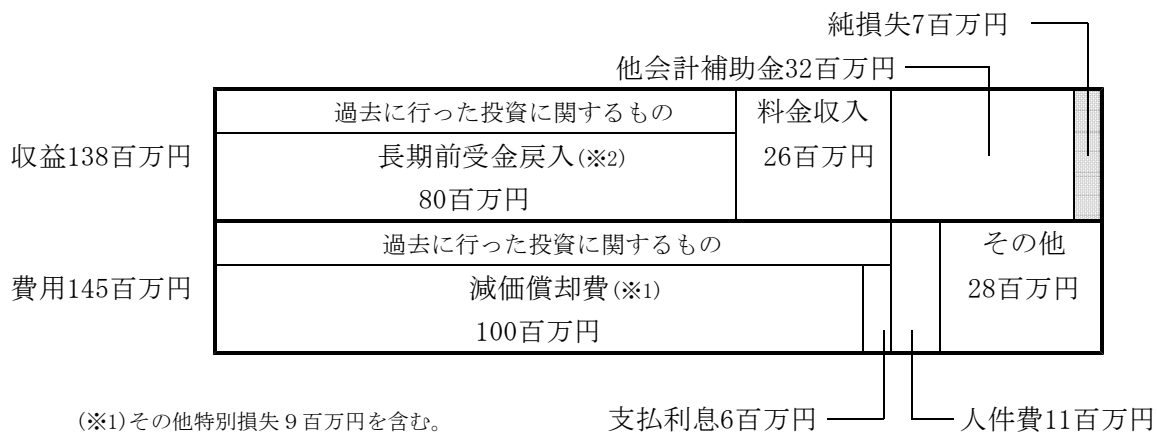 純損失7百万円
他会計補助金32百万円
過去に行った投資に関するもの
料金収入
収益138百万円
長期前受金戻入(※2)
26百万円
80百万円
過去に行った投資に関するもの
その他
費用145百万円
減価償却費(※1)
28百万円
100百万円
(※1)その他特別損失９百万円を含む。
支払利息6百万円
人件費11百万円